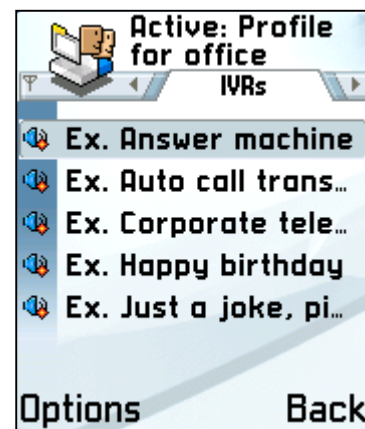 Active: Profile
for office
IVRs
Ex. Answer machine
Ex. Auto call trans...
Ex. Corporate tele...
Ex. Happy birthday
Ex. Just a joke, pi...
Options Back